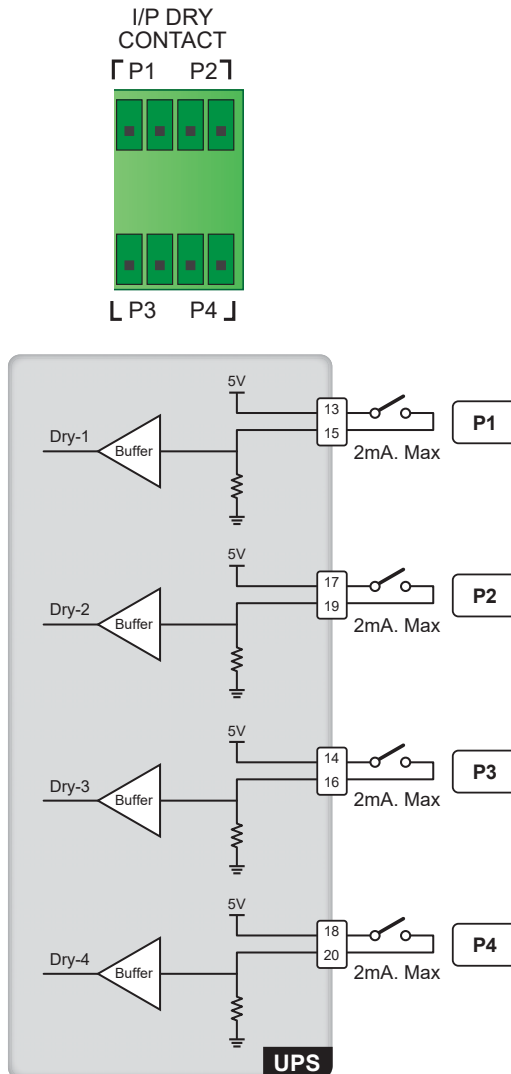 I/P DRY
CONTACT
P1 P2
P3 P4
5V
13
Dry-1
Buffer
15
2mA. Max
P1
5V
17
Dry-2
Buffer
19
2mA. Max
P2
5V
14
Dry-3
Buffer
16
2mA. Max
P3
5V
18
Dry-4
Buffer
20
2mA. Max
P4
UPS